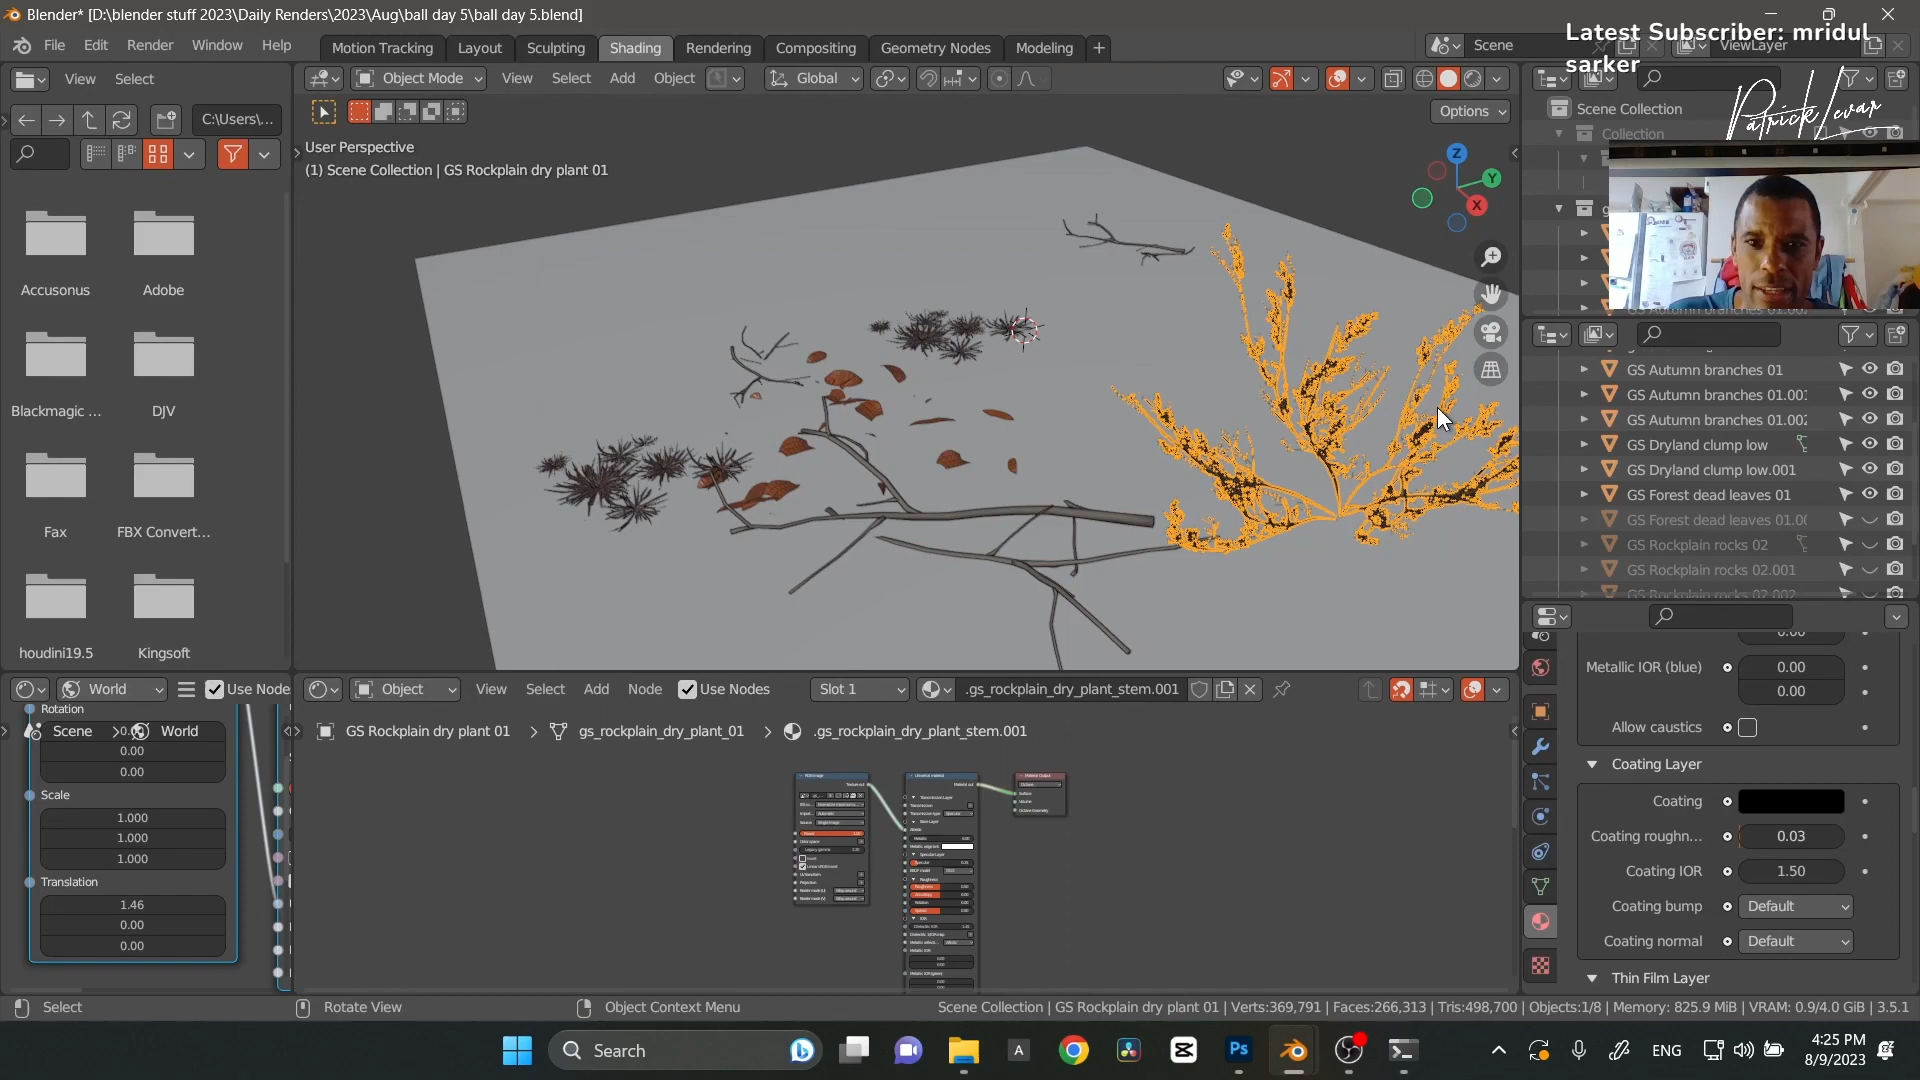 Blender* [D:\blender stuff 2023\Daily Renders\2023\Aug\ball day 5\ball day 5.blend]
Latest Subscriber: mridul
sarker
File Edit Render Window Help
Motion Tracking Layout Sculpting Shading Rendering Compositing Geometry Nodes Modeling +
Scene
ViewLayer
View Select
Object Mode View Select Add Object Global
C:\Users\...
Options
Scene Collection
Collection
Patrick Levar
User Perspective
(1) Scene Collection | GS Rockplain dry plant 01
Z
Y
X
Accusonus
Adobe
Blackmagic ...
DJV
Fax
FBX Convert...
houdini19.5
Kingsoft
GS Autumn branches 01
GS Autumn branches 01.001
GS Autumn branches 01.002
GS Dryland clump low
GS Dryland clump low.001
GS Forest dead leaves 01
GS Forest dead leaves 01.00
GS Rockplain rocks 02
GS Rockplain rocks 02.001
GS Rockplain rocks 02.002
World
Use Node
Object View Select Add Node Use Nodes Slot 1 .gs_rockplain_dry_plant_stem.001
Rotation
Scene > World
0.00
0.00
Scale
1.000
1.000
1.000
Translation
1.46
0.00
0.00
GS Rockplain dry plant 01 > gs_rockplain_dry_plant_01 > .gs_rockplain_dry_plant_stem.001
0.00
Metallic IOR (blue) 0.00
0.00
Allow caustics
Coating Layer
Coating
Coating roughn... 0.03
Coating IOR 1.50
Coating bump Default
Coating normal Default
Thin Film Layer
Select
Rotate View
Object Context Menu
Scene Collection | GS Rockplain dry plant 01 | Verts:369,791 | Faces:266,313 | Tris:498,700 | Objects:1/8 | Memory: 825.9 MiB | VRAM: 0.9/4.0 GiB | 3.5.1
Search
A
Ps
ENG
4:25 PM
8/9/2023